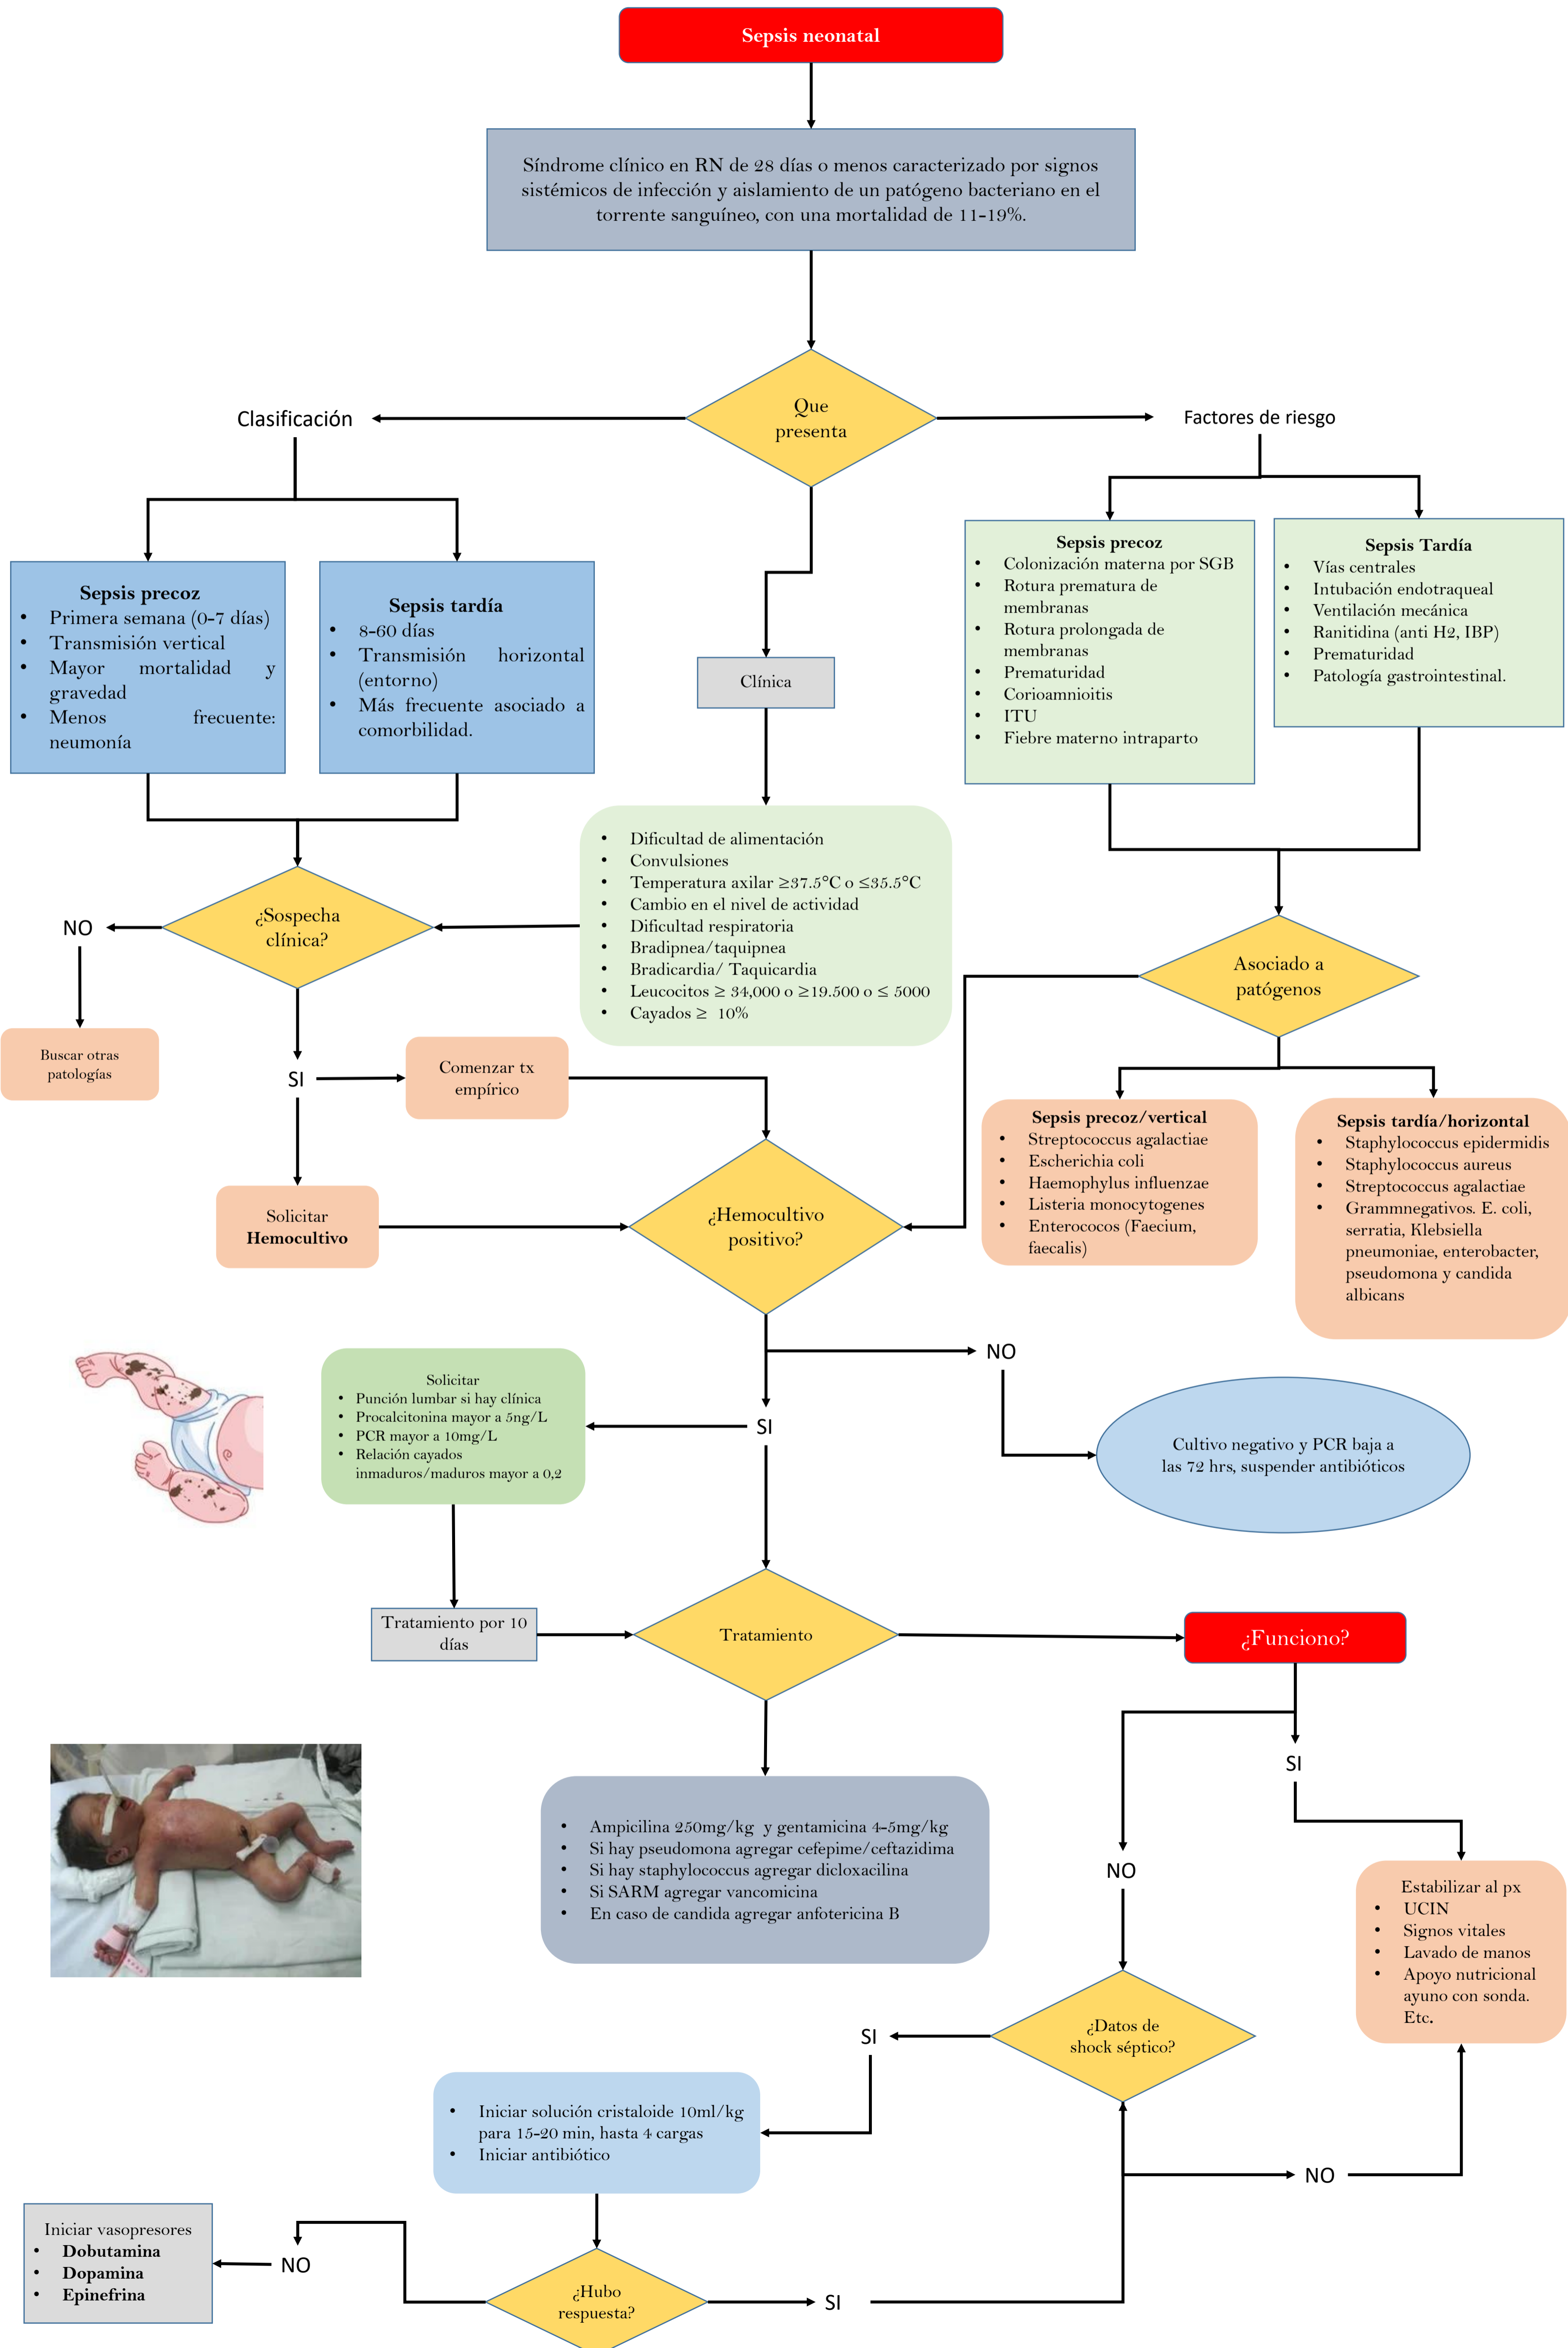 Sepsis neonatal
Síndrome clínico en RN de 28 días o menos caracterizado por signos
sistémicos de infección y aislamiento de un patógeno bacteriano en el
torrente sanguíneo, con una mortalidad de 11-19%.
Que
presenta
Clasificación
Factores de riesgo
Sepsis precoz
• Primera semana (0-7 días)
• Transmisión vertical
• Mayor mortalidad y
gravedad
• Menos frecuente:
neumonía
Sepsis tardía
• 8-60 días
• Transmisión horizontal
(entorno)
• Más frecuente asociado a
comorbilidad.
Clínica
Sepsis precoz
• Colonización materna por SGB
• Rotura prematura de
membranas
• Rotura prolongada de
membranas
• Prematuridad
• Corioamnioitis
• ITU
• Fiebre materno intraparto
Sepsis Tardía
• Vías centrales
• Intubación endotraqueal
• Ventilación mecánica
• Ranitidina (anti H2, IBP)
• Prematuridad
• Patología gastrointestinal.
• Dificultad de alimentación
• Convulsiones
• Temperatura axilar ≥37.5°C o ≤35.5°C
• Cambio en el nivel de actividad
• Dificultad respiratoria
• Bradipnea/taquipnea
• Bradicardia/ Taquicardia
• Leucocitos ≥ 34,000 o ≥19.500 o ≤ 5000
• Cayados ≥ 10%
¿Sospecha
clínica?
NO
Buscar otras
patologías
SI
Comenzar tx
empírico
Solicitar
Hemocultivo
Asociado a
patógenos
Sepsis precoz/vertical
• Streptococcus agalactiae
• Escherichia coli
• Haemophylus influenzae
• Listeria monocytogenes
• Enterococos (Faecium,
faecalis)
Sepsis tardía/horizontal
• Staphylococcus epidermidis
• Staphylococcus aureus
• Streptococcus agalactiae
• Grammnegativos. E. coli,
serratia, Klebsiella
pneumoniae, enterobacter,
pseudomona y candida
albicans
¿Hemocultivo
positivo?
NO
Cultivo negativo y PCR baja a
las 72 hrs, suspender antibióticos
SI
Solicitar
• Punción lumbar si hay clínica
• Procalcitonina mayor a 5ng/L
• PCR mayor a 10mg/L
• Relación cayados
inmaduros/maduros mayor a 0,2
Tratamiento por 10
días
Tratamiento
¿Funciono?
• Ampicilina 250mg/kg y gentamicina 4-5mg/kg
• Si hay pseudomona agregar cefepime/ceftazidima
• Si hay staphylococcus agregar dicloxacilina
• Si SARM agregar vancomicina
• En caso de candida agregar anfotericina B
SI
NO
Estabilizar al px
• UCIN
• Signos vitales
• Lavado de manos
• Apoyo nutricional
ayuno con sonda.
Etc.
¿Datos de
shock séptico?
SI
• Iniciar solución cristaloide 10ml/kg
para 15-20 min, hasta 4 cargas
• Iniciar antibiótico
NO
Iniciar vasopresores
• Dobutamina
• Dopamina
• Epinefrina
NO
¿Hubo
respuesta?
SI